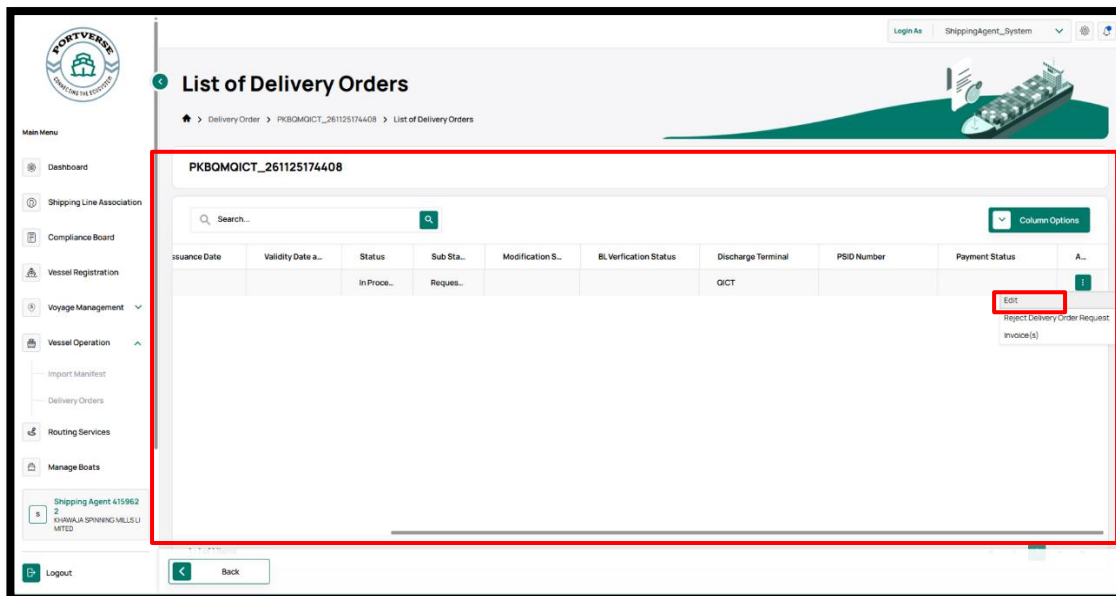 PORTVERSE
CONNECTING THE ECOSYSTEM
Login As
ShippingAgent_System
List of Delivery Orders
Delivery Order > PKBQMQICT_261125174408 > List of Delivery Orders
Main Menu
Dashboard
Shipping Line Association
Compliance Board
Vessel Registration
Voyage Management
Vessel Operation
Import Manifest
Delivery Orders
Routing Services
Manage Boats
S
Shipping Agent 415962
2
KHAWAJA SPINNING MILLS LI
MITED
Logout
PKBQMQICT_261125174408
Search...
Column Options
ssuance Date
Validity Date a...
Status
Sub Sta...
Modification S...
BL Verfication Status
Discharge Terminal
PSID Number
Payment Status
A...
In Proce...
Reques...
QICT
Edit
Reject Delivery Order Request
Invoice(s)
Back